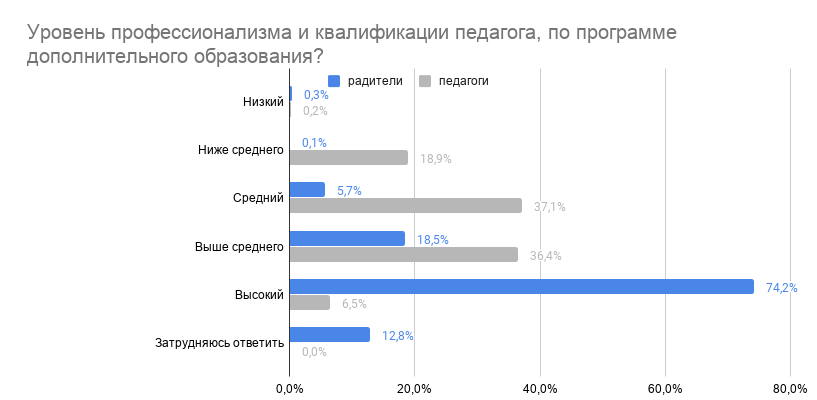 Уровень профессионализма и квалификации педагога, по программе
дополнительного образования?
радители педагоги
Низкий 0,3%
0,2%
Ниже среднего 0,1%
18,9%
Средний 5,7%
37,1%
Выше среднего 18,5%
36,4%
Высокий 74,2%
6,5%
Затрудняюсь ответить 12,8%
0,0%
0,0% 20,0% 40,0% 60,0% 80,0%